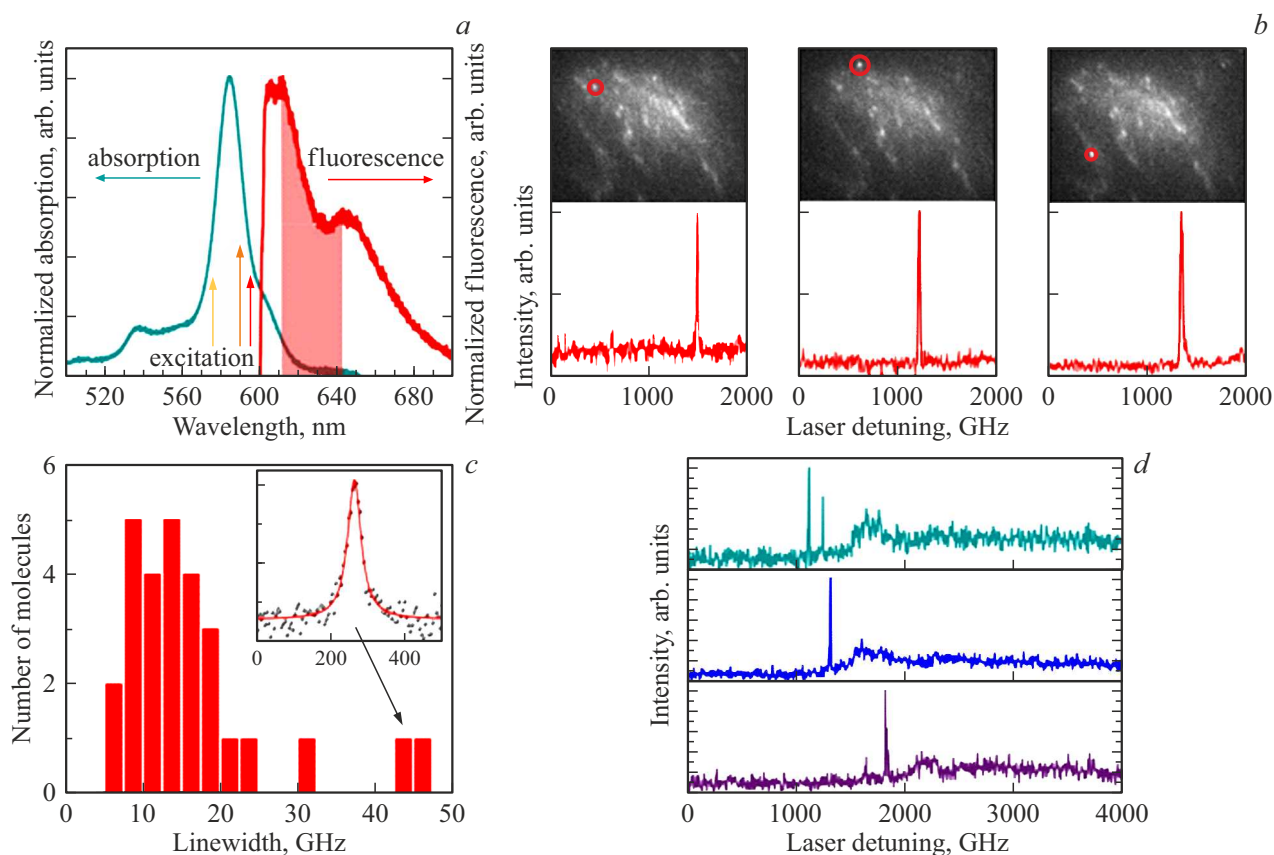 a
Normalized absorption, arb. units
absorption
fluorescence
excitation
520 560 600 640 680
Wavelength, nm
Normalized fluorescence, arb. units
b
Intensity, arb. units
0 1000 2000
0 1000 2000
0 1000 2000
Laser detuning, GHz
c
Number of molecules
6
4
2
0
0 200 400
0 10 20 30 40 50
Linewidth, GHz
d
Intensity, arb. units
0 1000 2000 3000 4000
Laser detuning, GHz